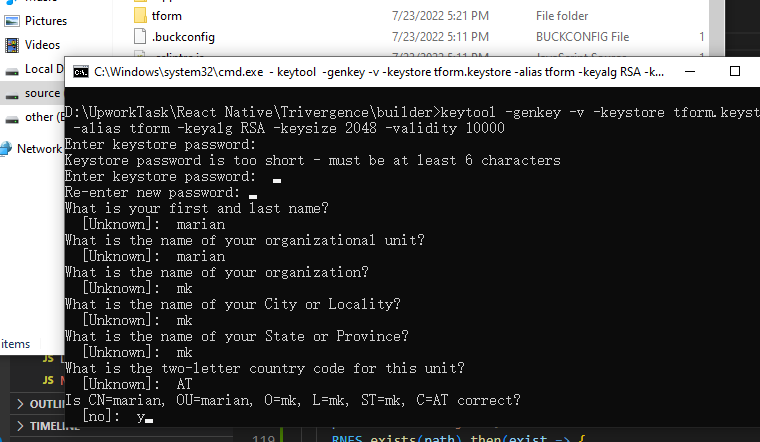 tform 7/23/2022 5:21 PM File folder
Pictures
.buckconfig 7/23/2022 5:11 PM BUCKCONFIG File 1
Videos
Local D
source
other (E
Network
items
C:\Windows\system32\cmd.exe - keytool -genkey -v -keystore tform.keystore -alias tform -keyalg RSA -k...
D:\UpworkTask\React Native\Trivergence\builder>keytool -genkey -v -keystore tform.keyst
-alias tform -keyalg RSA -keysize 2048 -validity 10000
Enter keystore password:
Keystore password is too short - must be at least 6 characters
Enter keystore password:
Re-enter new password:
What is your first and last name?
[Unknown]: marian
What is the name of your organizational unit?
[Unknown]: marian
What is the name of your organization?
[Unknown]: mk
What is the name of your City or Locality?
[Unknown]: mk
What is the name of your State or Province?
[Unknown]: mk
What is the two-letter country code for this unit?
[Unknown]: AT
Is CN=marian, OU=marian, O=mk, L=mk, ST=mk, C=AT correct?
[no]: y
JS
JS
OUTLIN
TIMELINE
119 RNFS.exists(path).then(exist => {